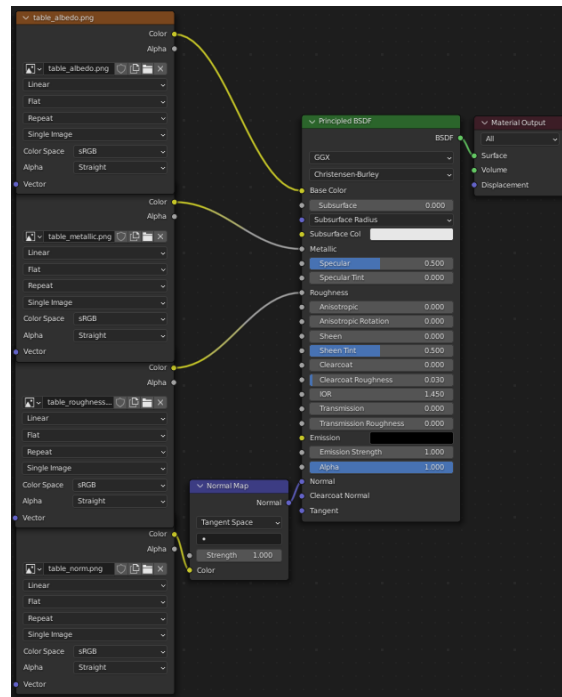 table_albedo.png
Color
Alpha
table_albedo.png
Linear
Flat
Repeat
Single Image
Color Space sRGB
Alpha Straight
Vector
Color
Alpha
table_metallic.png
Linear
Flat
Repeat
Single Image
Color Space sRGB
Alpha Straight
Vector
Color
Alpha
table_roughness...
Linear
Flat
Repeat
Single Image
Color Space sRGB
Alpha Straight
Vector
Color
Alpha
table_norm.png
Linear
Flat
Repeat
Single Image
Color Space sRGB
Alpha Straight
Vector
Normal Map
Normal
Tangent Space
Strength 1.000
Color
Principled BSDF
BSDF
GGX
Christensen-Burley
Base Color
Subsurface 0.000
Subsurface Radius
Subsurface Col
Metallic
Specular 0.500
Specular Tint 0.000
Roughness
Anisotropic 0.000
Anisotropic Rotation 0.000
Sheen 0.000
Sheen Tint 0.500
Clearcoat 0.000
Clearcoat Roughness 0.030
IOR 1.450
Transmission 0.000
Transmission Roughness 0.000
Emission
Emission Strength 1.000
Alpha 1.000
Normal
Clearcoat Normal
Tangent
Material Output
All
Surface
Volume
Displacement